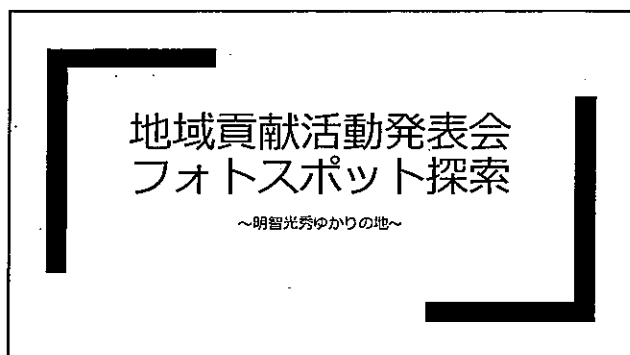 地域貢献活動発表会
フォトスポット探索
～明智光秀ゆかりの地～